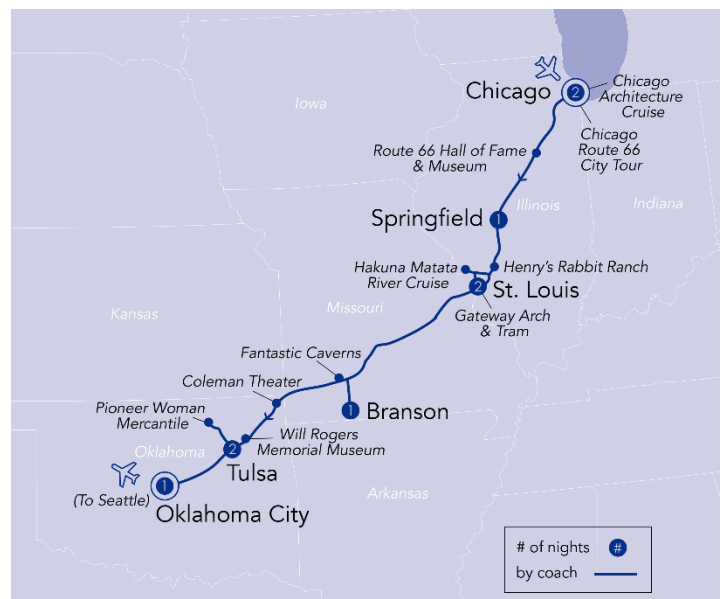 Chicago
2
Chicago
Architecture
Cruise
Iowa
Chicago
Route 66
City Tour
Route 66 Hall of Fame
& Museum
Illinois
Indiana
Springfield
1
Hakuna Matata
River Cruise
Henry's Rabbit Ranch
2
St. Louis
Kansas
Missouri
Gateway Arch
& Tram
Fantastic Caverns
Coleman Theater
1
Branson
Pioneer Woman
Mercantile
Will Rogers
Memorial Museum
Oklahoma
2
Tulsa
(To Seattle)
1
Oklahoma City
Arkansas
# of nights
#
by coach